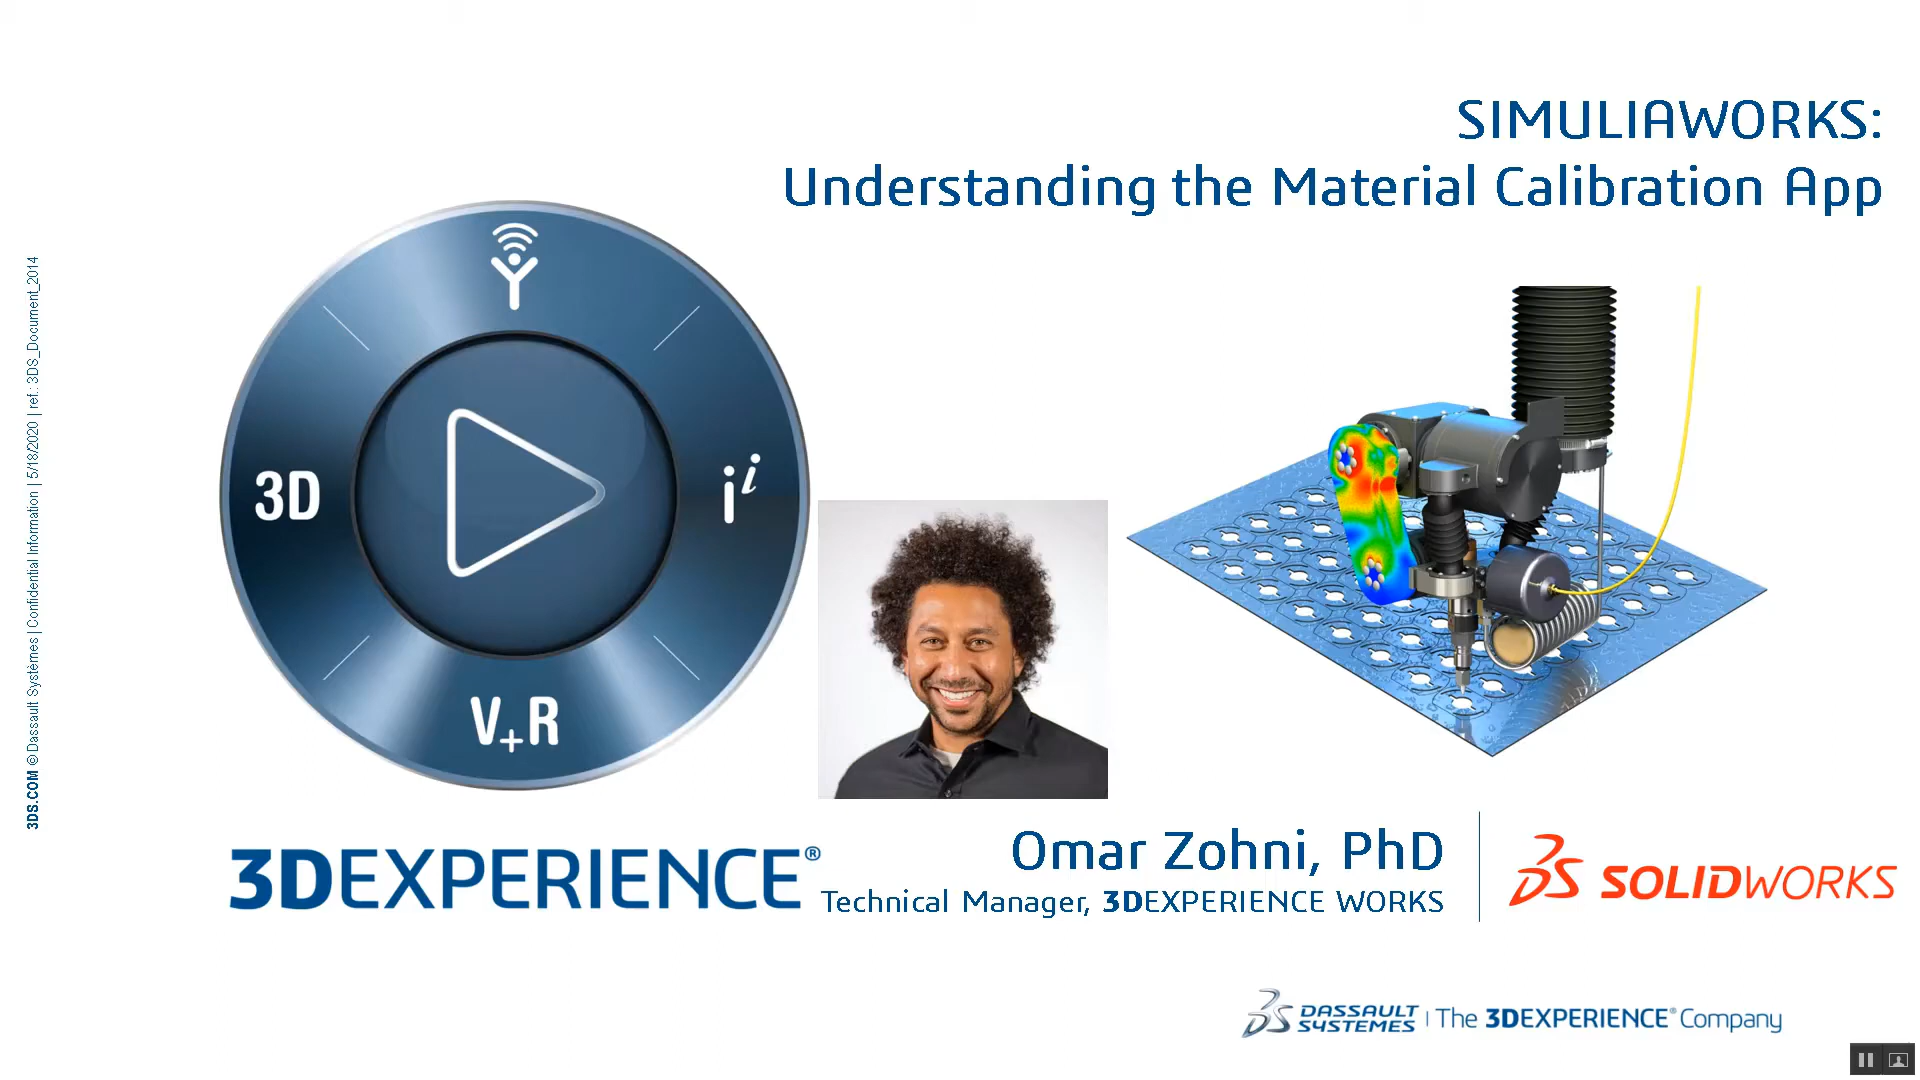 SIMULIAWORKS:
Understanding the Material Calibration App
3DS.COM © Dassault Systèmes | Confidential Information | 5/18/2020 | ref.: 3DS_Document_2014
3D
i i
V+R
3DEXPERIENCE®
Omar Zohni, PhD
Technical Manager, 3DEXPERIENCE WORKS
SOLIDWORKS
DASSAULT SYSTEMES | The 3DEXPERIENCE® Company